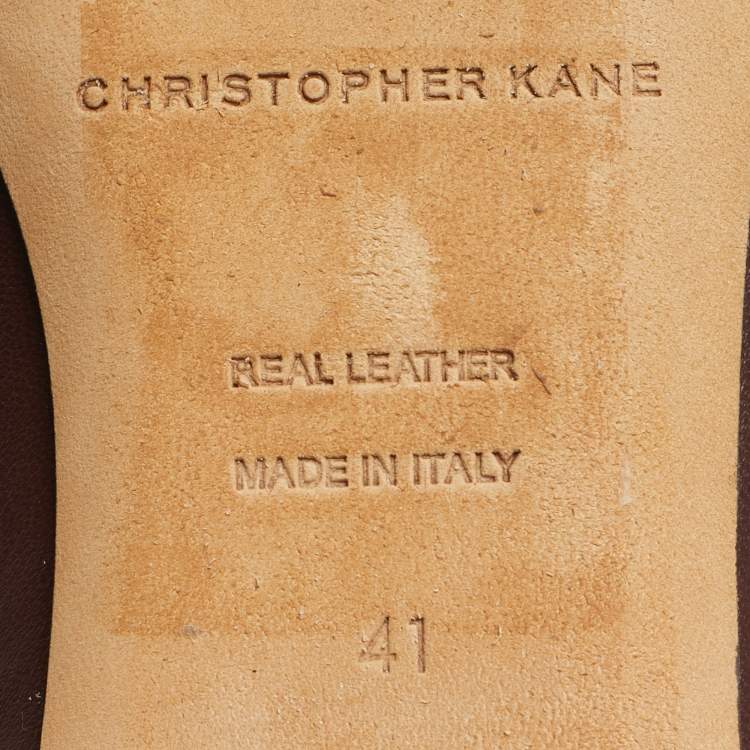 CHRISTOPHER KANE
REAL LEATHER
MADE IN ITALY
41